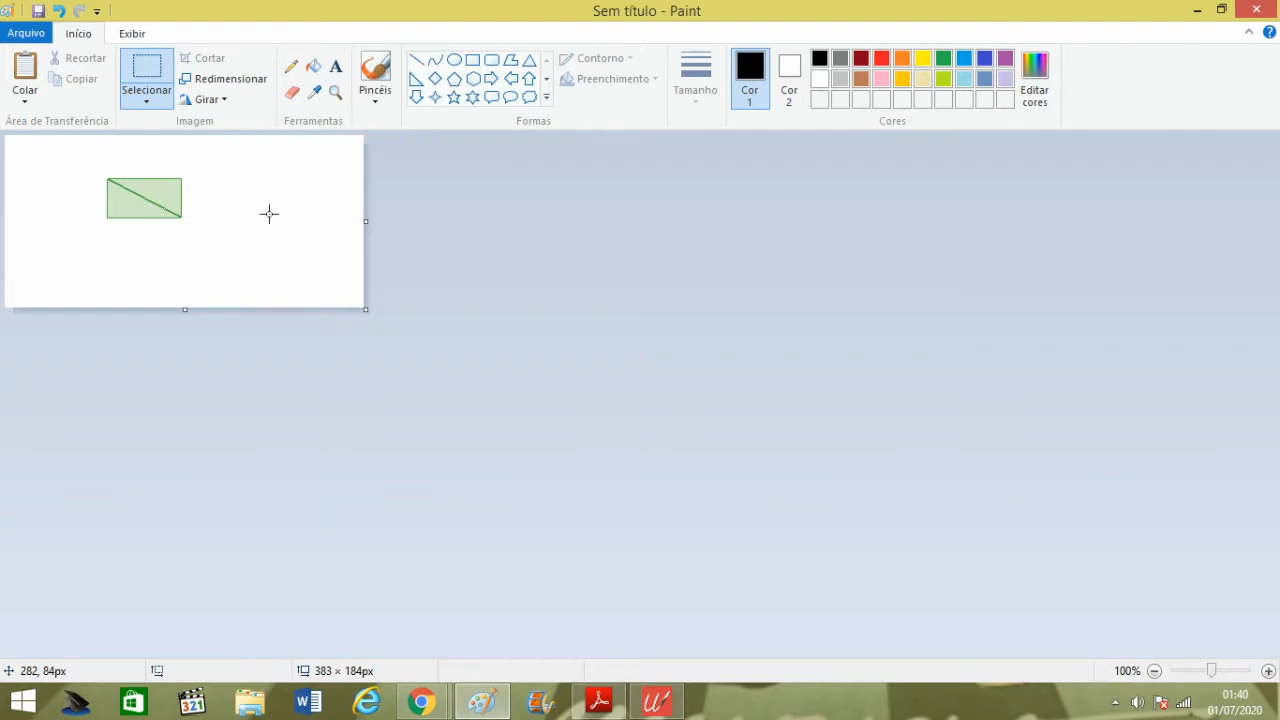 Sem título - Paint
Arquivo Início Exibir
Colar
Recortar
Copiar
Área de Transferência
Selecionar
Cortar
Redimensionar
Girar
Imagem
A
Ferramentas
Pincéis
Contorno
Preenchimento
Formas
Tamanho
Cor 1
Cor 2
Editar cores
Cores
282, 84px
383 × 184px
100%
321
01:40
01/07/2020